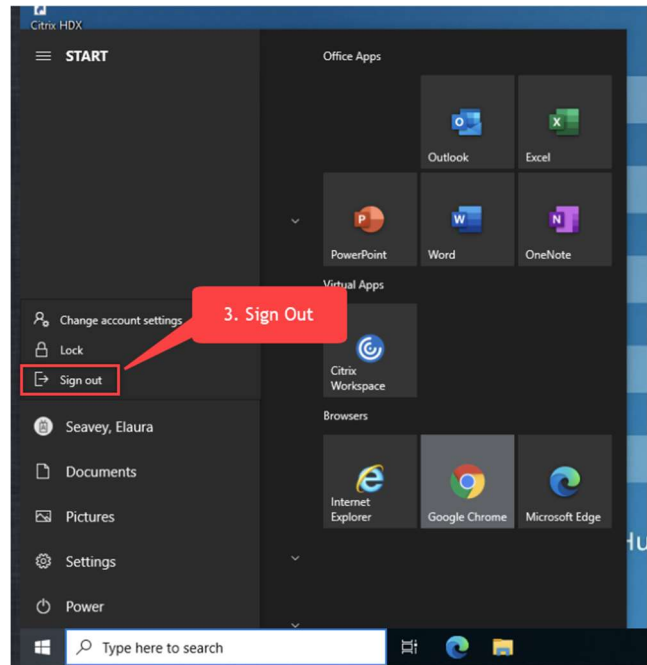 Citrix HDX
START
Office Apps
Outlook
Excel
PowerPoint
Word
OneNote
Virtual Apps
Change account settings
3. Sign Out
Lock
Citrix
Workspace
Sign out
Browsers
Seavey, Elaura
Documents
Internet
Explorer
Google Chrome
Microsoft Edge
Pictures
Settings
Power
Type here to search